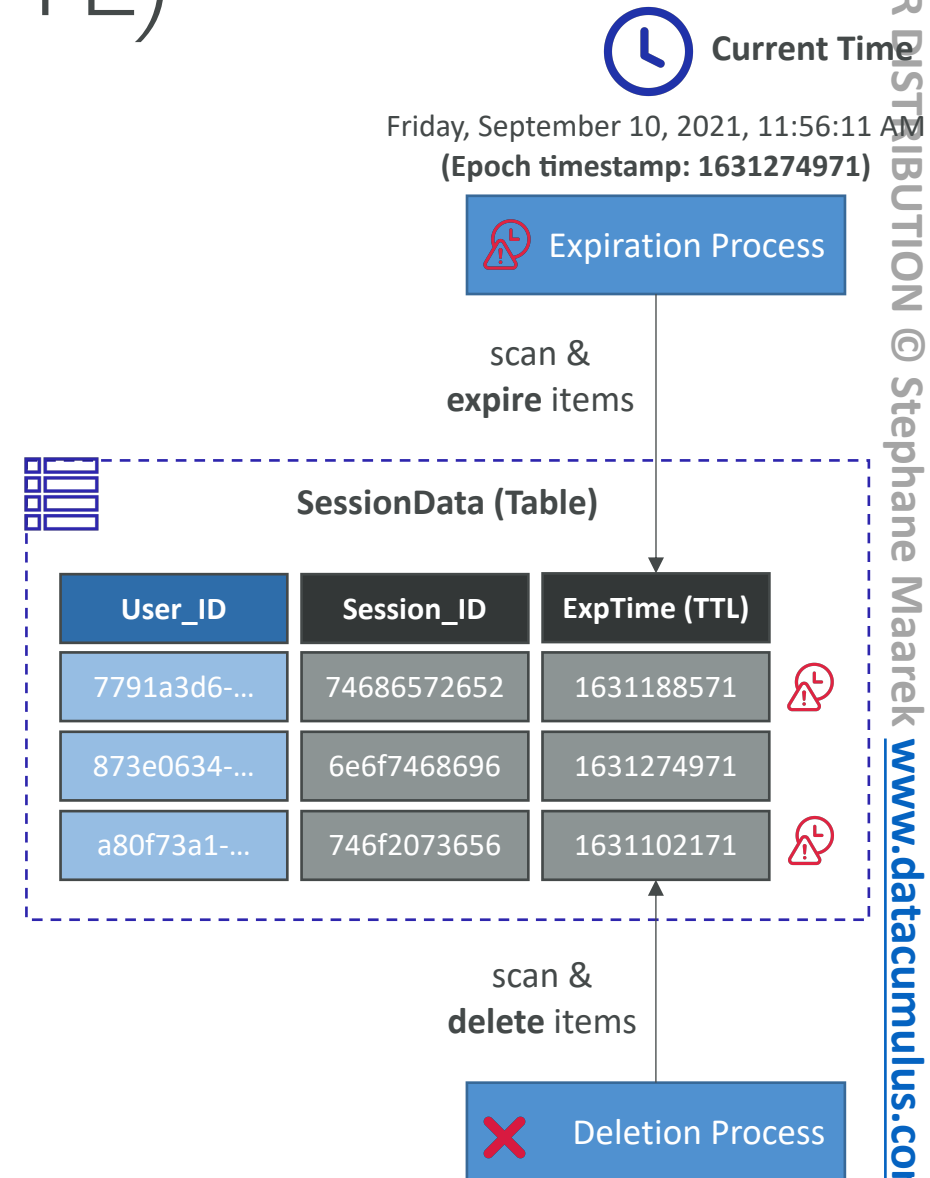 TL)
Current Time
Friday, September 10, 2021, 11:56:11 AM
(Epoch timestamp: 1631274971)
Expiration Process
scan &
expire items
SessionData (Table)
User_ID Session_ID ExpTime (TTL)
7791a3d6-... 74686572652 1631188571
873e0634-... 6e6f7468696 1631274971
a80f73a1-... 746f2073656 1631102171
scan &
delete items
Deletion Process
R DISTRIBUTION © Stephane Maarek www.datacumulus.co